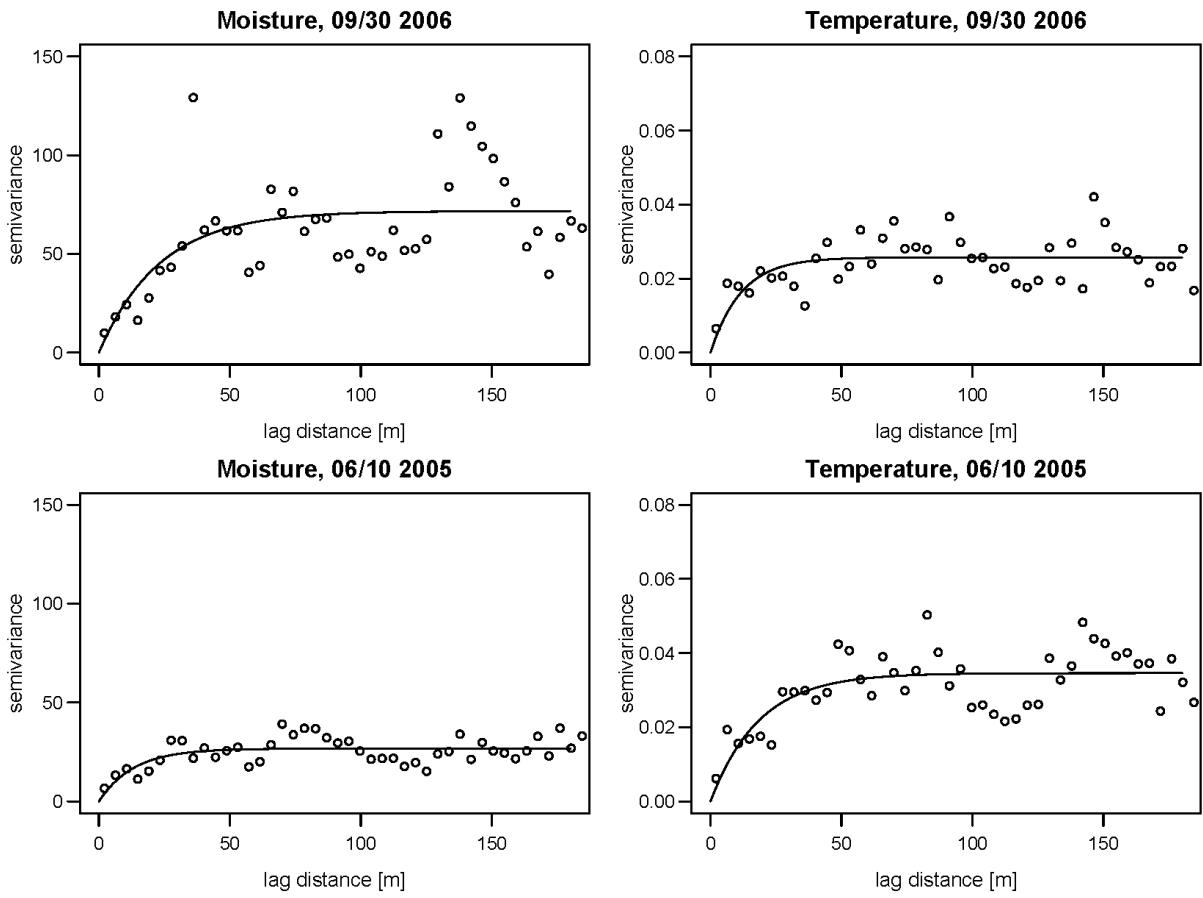 Moisture, 09/30 2006
semivariance
150
100
50
0
0 50 100 150
lag distance [m]
Temperature, 09/30 2006
semivariance
0.08
0.06
0.04
0.02
0.00
0 50 100 150
lag distance [m]
Moisture, 06/10 2005
semivariance
150
100
50
0
0 50 100 150
lag distance [m]
Temperature, 06/10 2005
semivariance
0.08
0.06
0.04
0.02
0.00
0 50 100 150
lag distance [m]